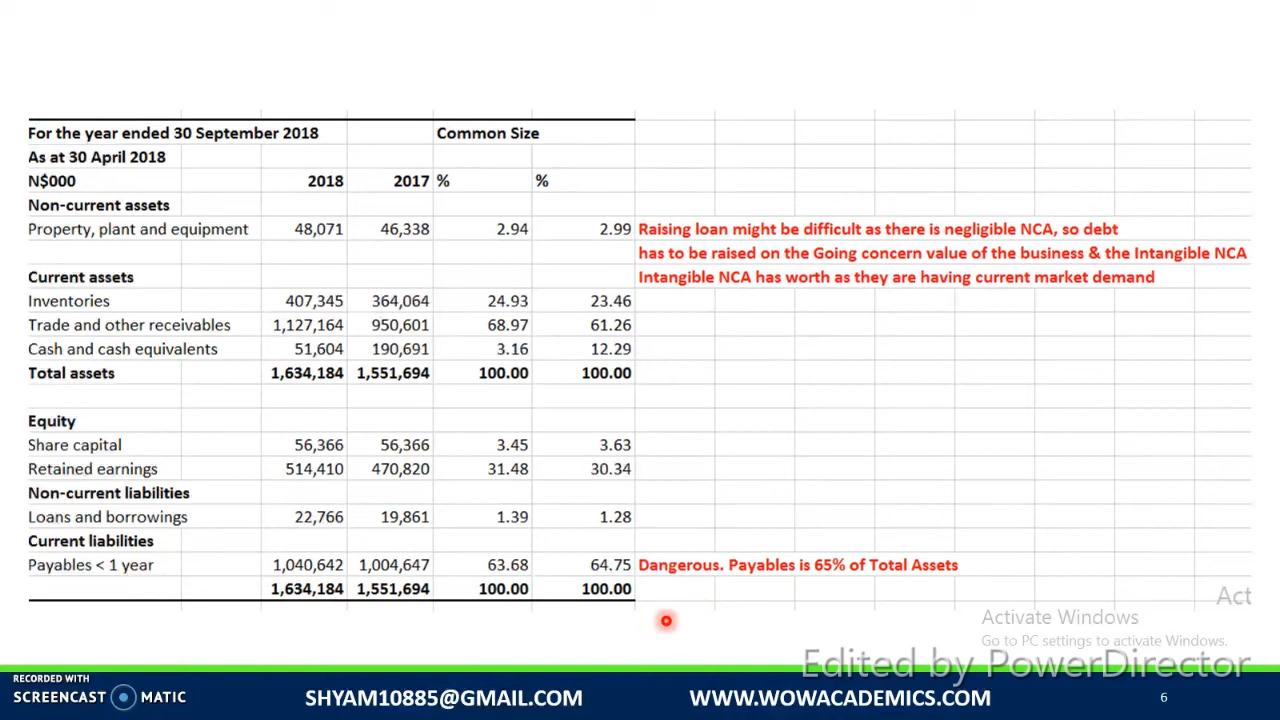 For the year ended 30 September 2018 Common Size
As at 30 April 2018
N$000 2018 2017 % %
Non-current assets
Property, plant and equipment 48,071 46,338 2.94 2.99 Raising loan might be difficult as there is negligible NCA, so debt
has to be raised on the Going concern value of the business & the Intangible NCA
Current assets Intangible NCA has worth as they are having current market demand
Inventories 407,345 364,064 24.93 23.46
Trade and other receivables 1,127,164 950,601 68.97 61.26
Cash and cash equivalents 51,604 190,691 3.16 12.29
Total assets 1,634,184 1,551,694 100.00 100.00
Equity
Share capital 56,366 56,366 3.45 3.63
Retained earnings 514,410 470,820 31.48 30.34
Non-current liabilities
Loans and borrowings 22,766 19,861 1.39 1.28
Current liabilities
Payables < 1 year 1,040,642 1,004,647 63.68 64.75 Dangerous. Payables is 65% of Total Assets
1,634,184 1,551,694 100.00 100.00
Act
Activate Windows
Go to PC settings to activate Windows.
Edited by PowerDirector
RECORDED WITH
SCREENCAST MATIC
SHYAM10885@GMAIL.COM
WWW.WOWACADEMICS.COM
6